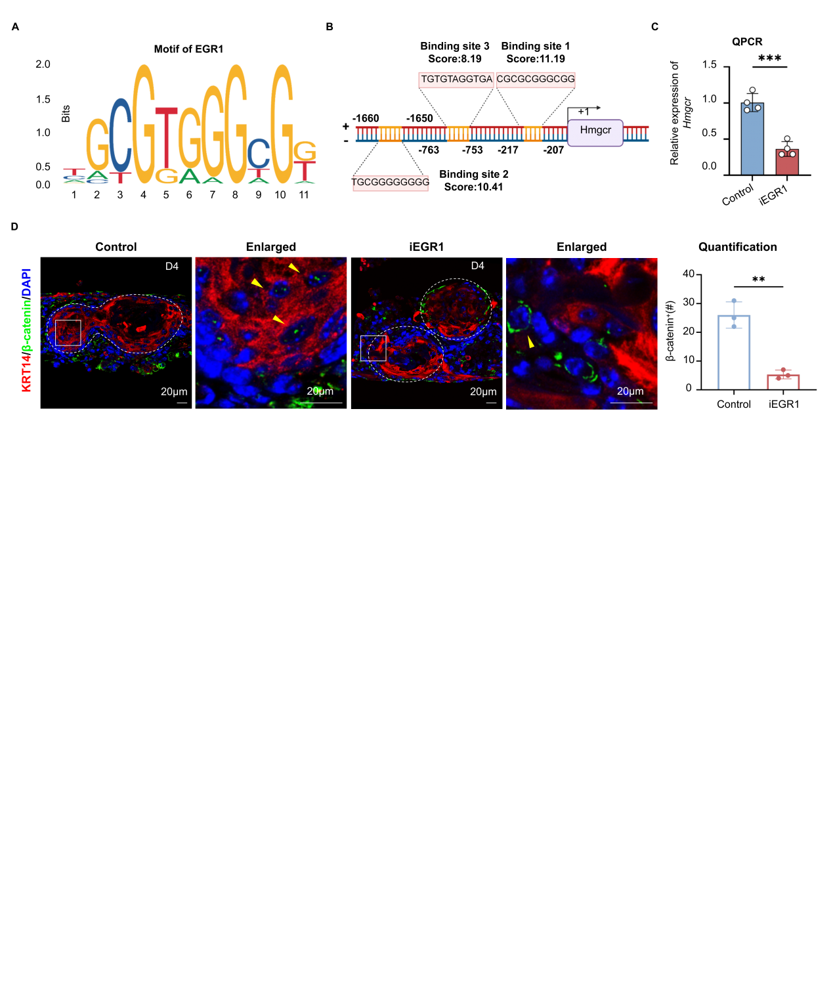 A
Motif of EGR1
2.0
1.5
1.0
0.5
0.0
Bits
T
C
A
G
A
C
C
T
G
T
G
G
A
G
A
G
C
T
A
G
G
T
A
1 2 3 4 5 6 7 8 9 10 11
B
Binding site 3
Score:8.19
Binding site 1
Score:11.19
TGTGTAGGTGA
CGCGCGGGCGG
-1660
-1650
+1
+
-
Hmgcr
-763
-753
-217
-207
TGCGGGGGGGG
Binding site 2
Score:10.41
C
QPCR
***
Relative expression of
Hmgcr
1.5
1.0
0.5
0.0
Control
iEGR1
D
KRT14/β-catenin/DAPI
Control
D4
20μm
Enlarged
20μm
iEGR1
D4
20μm
Enlarged
20μm
Quantification
**
β-catenin⁺(#)
40
30
20
10
0
Control
iEGR1